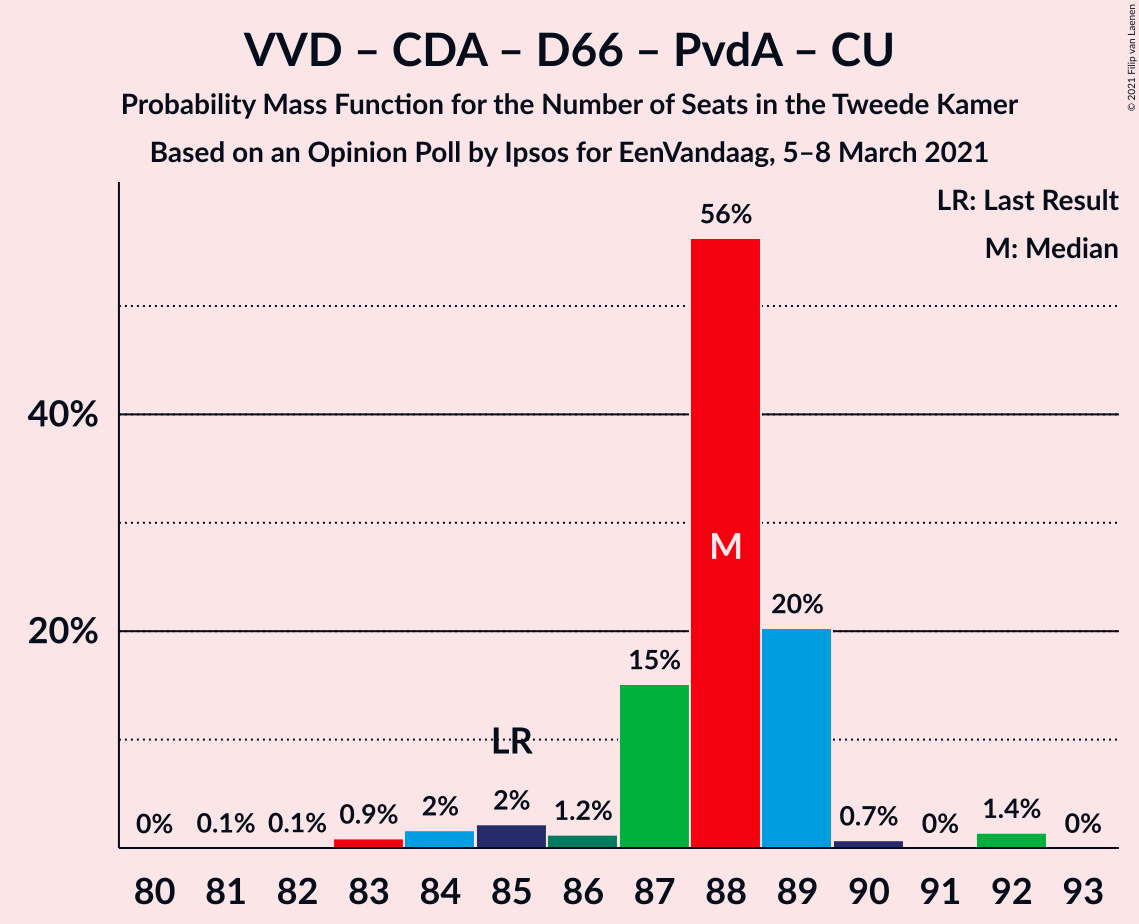 VVD – CDA – D66 – PvdA – CU
Probability Mass Function for the Number of Seats in the Tweede Kamer
Based on an Opinion Poll by Ipsos for EenVandaag, 5–8 March 2021
© 2021 Filip van Laenen
LR: Last Result
M: Median
56%
40%
M
20%
20%
15%
LR
0%
0.1%
0.1%
0.9%
2%
2%
1.2%
0.7%
0%
1.4%
0%
80 81 82 83 84 85 86 87 88 89 90 91 92 93